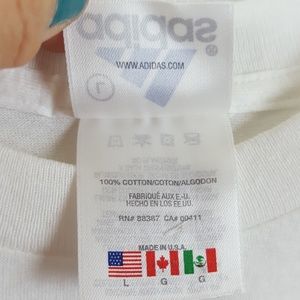 adidas
WWW.ADIDAS.COM
L
100% COTTON/COTON/ALGODON
FABRIQUÉ AUX E.-U.
HECHO EN LOS EE.UU.
RN# 88387 CA# 00411
MADE IN U.S.A.
L G G